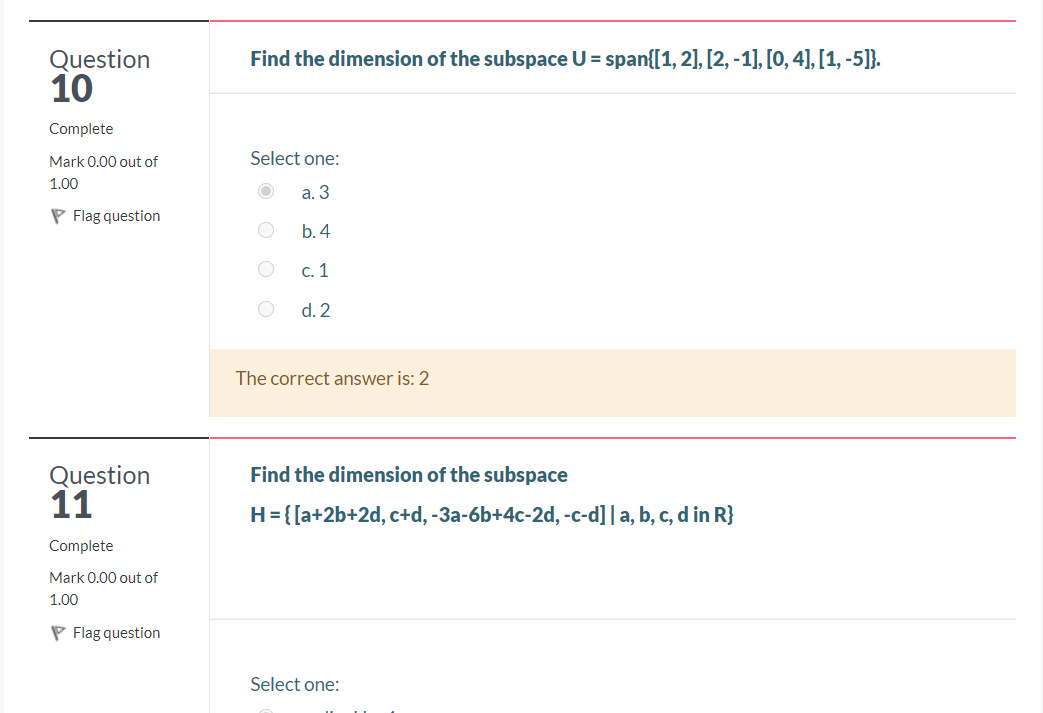 Question
10
Complete
Mark 0.00 out of
1.00
Flag question
Find the dimension of the subspace U = span{[1, 2], [2, -1], [0, 4], [1, -5]}.
Select one:
a. 3
b. 4
c. 1
d. 2
The correct answer is: 2
Question
11
Complete
Mark 0.00 out of
1.00
Flag question
Find the dimension of the subspace
H = { [a+2b+2d, c+d, -3a-6b+4c-2d, -c-d] | a, b, c, d in R}
Select one: